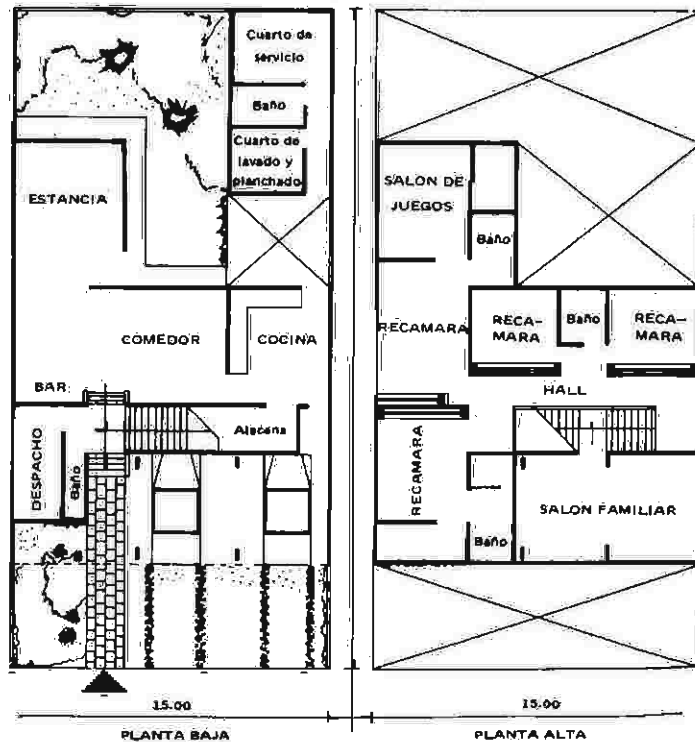 Cuarto de
servicio
Baño
Cuarto de
lavado y
planchado
ESTANCIA
COMEDOR
COCINA
BAR
DESPACHO
Baño
Alacena
15.00
PLANTA BAJA
SALON DE
JUEGOS
Baño
RECAMARA
RECA-
MARA
Baño
RECA-
MARA
HALL
RECAMARA
SALON FAMILIAR
Baño
15.00
PLANTA ALTA